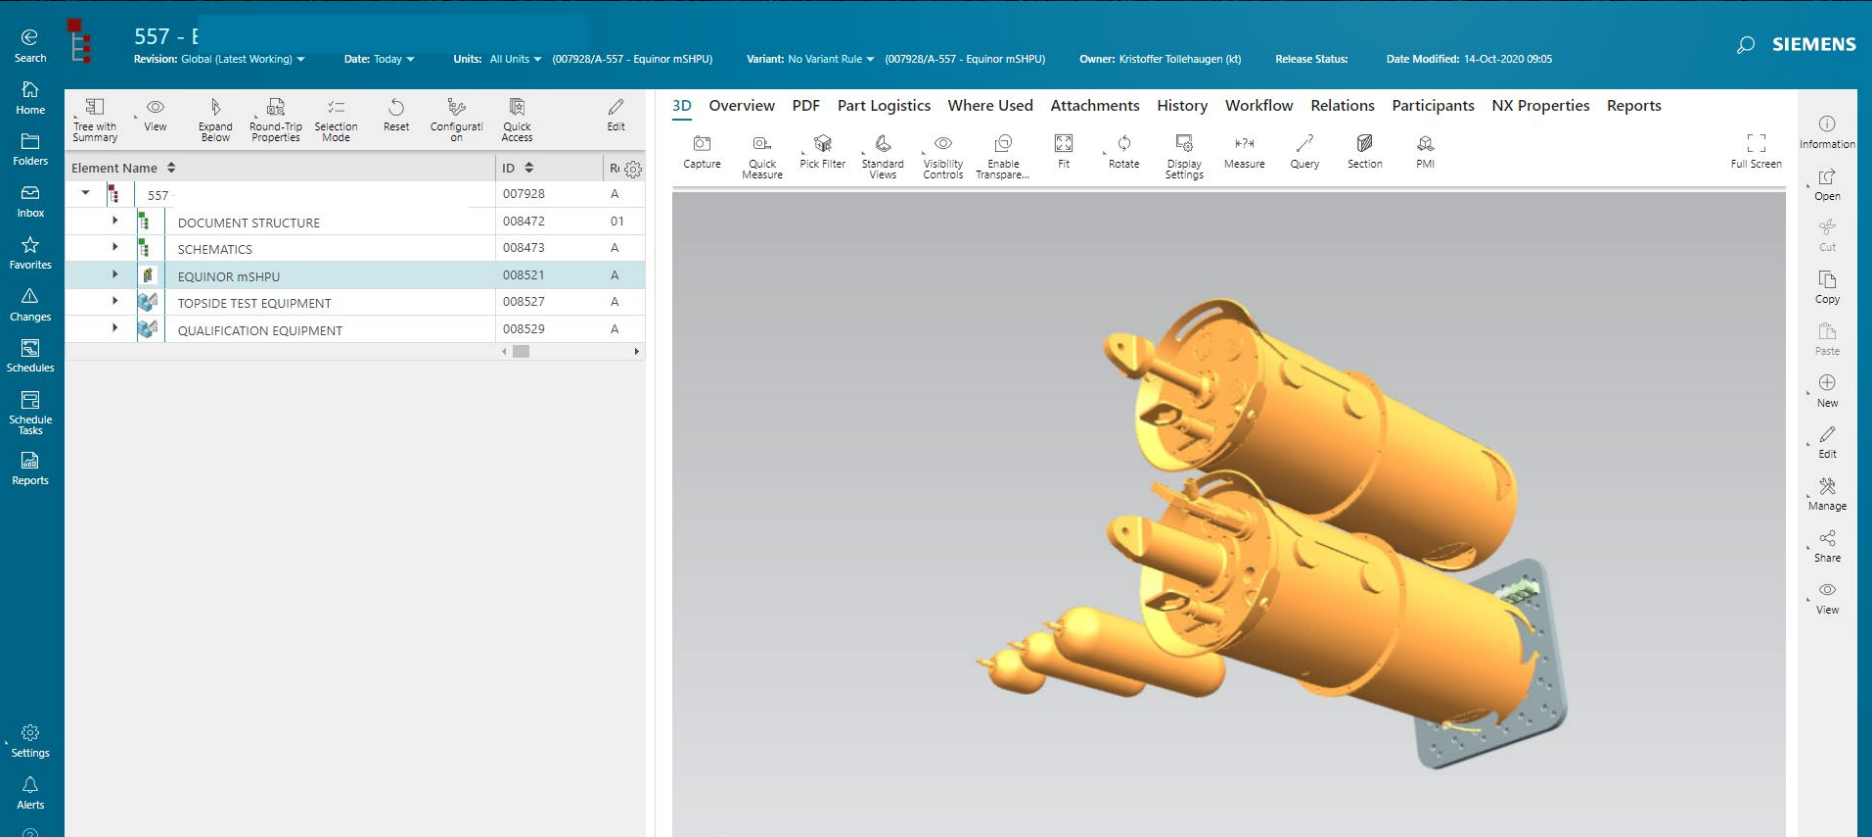 557 - E
Revision: Global (Latest Working)
Date: Today
Units: All Units
(007928/A-557 - Equinor mSHPU)
Variant: No Variant Rule
(007928/A-557 - Equinor mSHPU)
Owner: Kristoffer Tollehaugen (kt)
Release Status:
Date Modified: 14-Oct-2020 09:05
SIEMENS
Search
Home
Folders
Inbox
Favorites
Changes
Schedules
Schedule
Tasks
Reports
Settings
Alerts
Tree with
Summary
View
Expand
Below
Round-Trip
Properties
Selection
Mode
Reset
Configurati
on
Quick
Access
Edit
Element Name
ID
557 -
007928
A
DOCUMENT STRUCTURE
008472
01
SCHEMATICS
008473
A
EQUINOR mSHPU
008521
A
TOPSIDE TEST EQUIPMENT
008527
A
QUALIFICATION EQUIPMENT
008529
A
3D
Overview
PDF
Part Logistics
Where Used
Attachments
History
Workflow
Relations
Participants
NX Properties
Reports
Capture
Quick
Measure
Pick Filter
Standard
Views
Visibility
Controls
Enable
Transpare...
Fit
Rotate
Display
Settings
Measure
Query
Section
PMI
Full Screen
Information
Open
Cut
Copy
Paste
New
Edit
Manage
Share
View